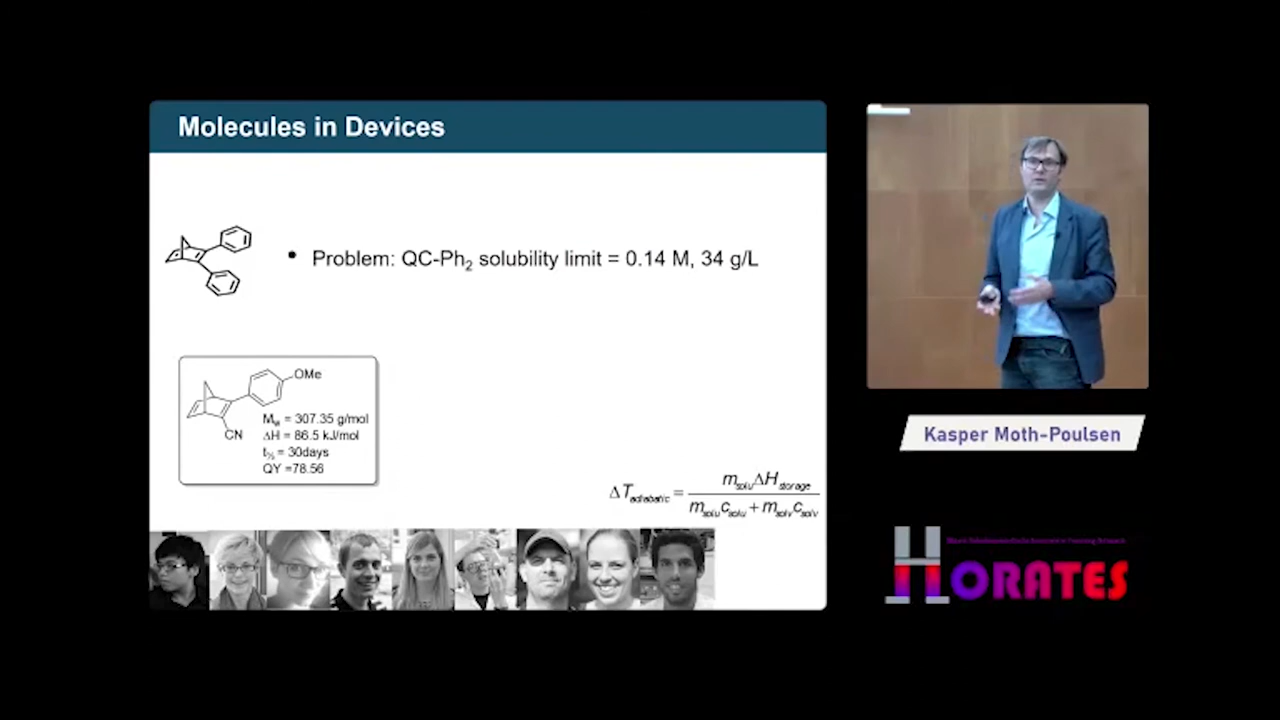 Molecules in Devices
• Problem: QC-Ph2 solubility limit = 0.14 M, 34 g/L
OMe
CN
Mw = 307.35 g/mol
ΔH = 86.5 kJ/mol
t½ = 30days
QY =78.56
ΔTadiabatic = msoluΔHstorage / msolucsolu + msolvcsolv
Kasper Moth-Poulsen
HORATES